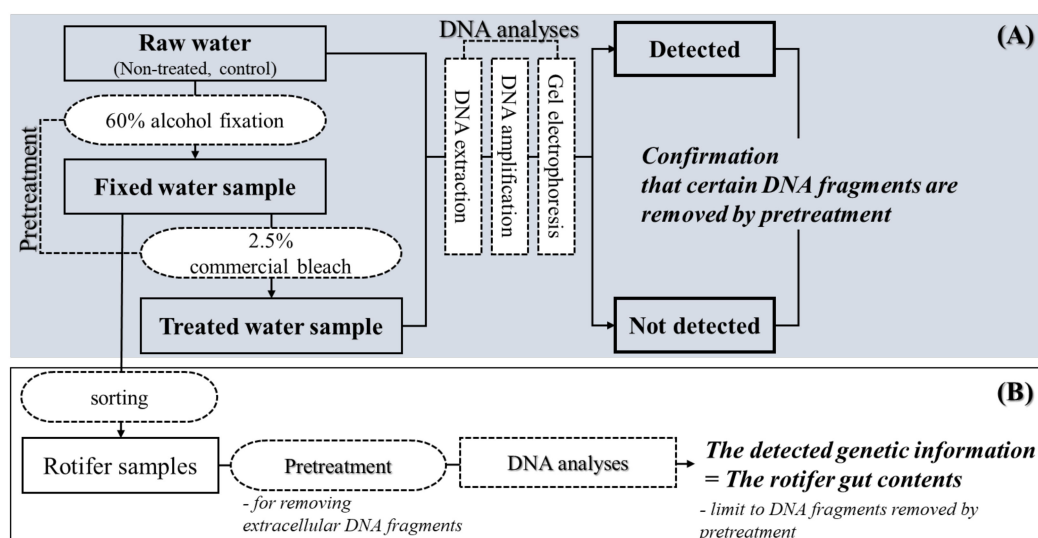 (A)
Raw water
(Non-treated, control)
60% alcohol fixation
Pretreatment
Fixed water sample
2.5%
commercial bleach
Treated water sample
DNA analyses
DNA extraction
DNA amplification
Gel electrophoresis
Detected
Confirmation
that certain DNA fragments are
removed by pretreatment
Not detected
(B)
sorting
Rotifer samples
Pretreatment
- for removing
extracellular DNA fragments
DNA analyses
The detected genetic information
= The rotifer gut contents
- limit to DNA fragments removed by
pretreatment